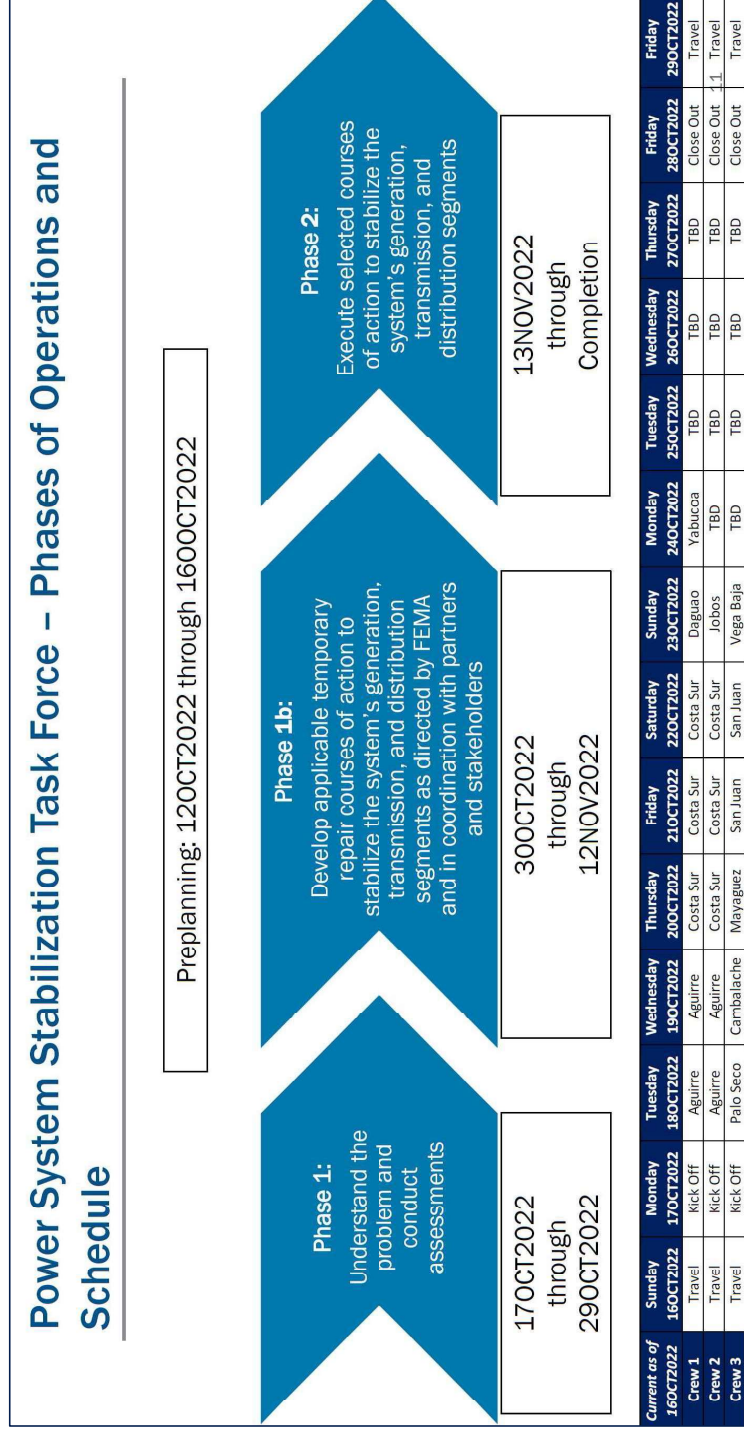 Power System Stabilization Task Force – Phases of Operations and
Schedule
Preplanning: 12OCT2022 through 16OOCT2022
Phase 1:
Understand the
problem and
conduct
assessments
17OCT2022
through
29OCT2022
Phase 1b:
Develop applicable temporary
repair courses of action to
stabilize the system's generation,
transmission, and distribution
segments as directed by FEMA
and in coordination with partners
and stakeholders
30OCT2022
through
12NOV2022
Phase 2:
Execute selected courses
of action to stabilize the
system's generation,
transmission, and
distribution segments
13NOV2022
through
Completion
Current as of 16OCT2022 Sunday 16OCT2022 Monday 17OCT2022 Tuesday 18OCT2022 Wednesday 19OCT2022 Thursday 20OCT2022 Friday 21OCT2022 Saturday 22OCT2022 Sunday 23OCT2022 Monday 24OCT2022 Tuesday 25OCT2022 Wednesday 26OCT2022 Thursday 27OCT2022 Friday 28OCT2022 Friday 29OCT2022
Crew 1 Travel Kick Off Aguirre Aguirre Costa Sur Costa Sur Costa Sur Daguao Yabucoa TBD TBD TBD Close Out Travel
Crew 2 Travel Kick Off Aguirre Aguirre Costa Sur Costa Sur Costa Sur Jobos TBD TBD TBD TBD Close Out Travel
Crew 3 Travel Kick Off Palo Seco Cambalache Mayaguez San Juan San Juan Vega Baja TBD TBD TBD TBD Close Out Travel
11